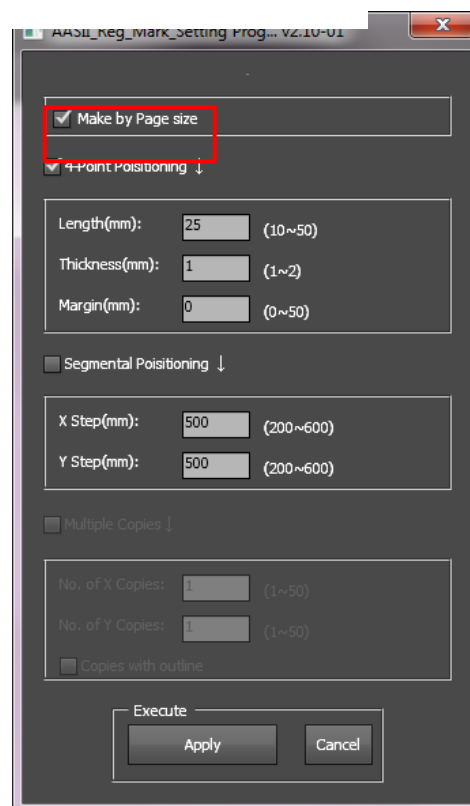 AASII_Reg_Mark_Setting Prog... v2.10-01
Make by Page size
4-Point Poisitioning ↓
Length(mm): 25 (10~50)
Thickness(mm): 1 (1~2)
Margin(mm): 0 (0~50)
Segmental Poisitioning ↓
X Step(mm): 500 (200~600)
Y Step(mm): 500 (200~600)
Multiple Copies ↓
No. of X Copies: 1 (1~50)
No. of Y Copies: 1 (1~50)
Copies with outline
Execute
Apply Cancel